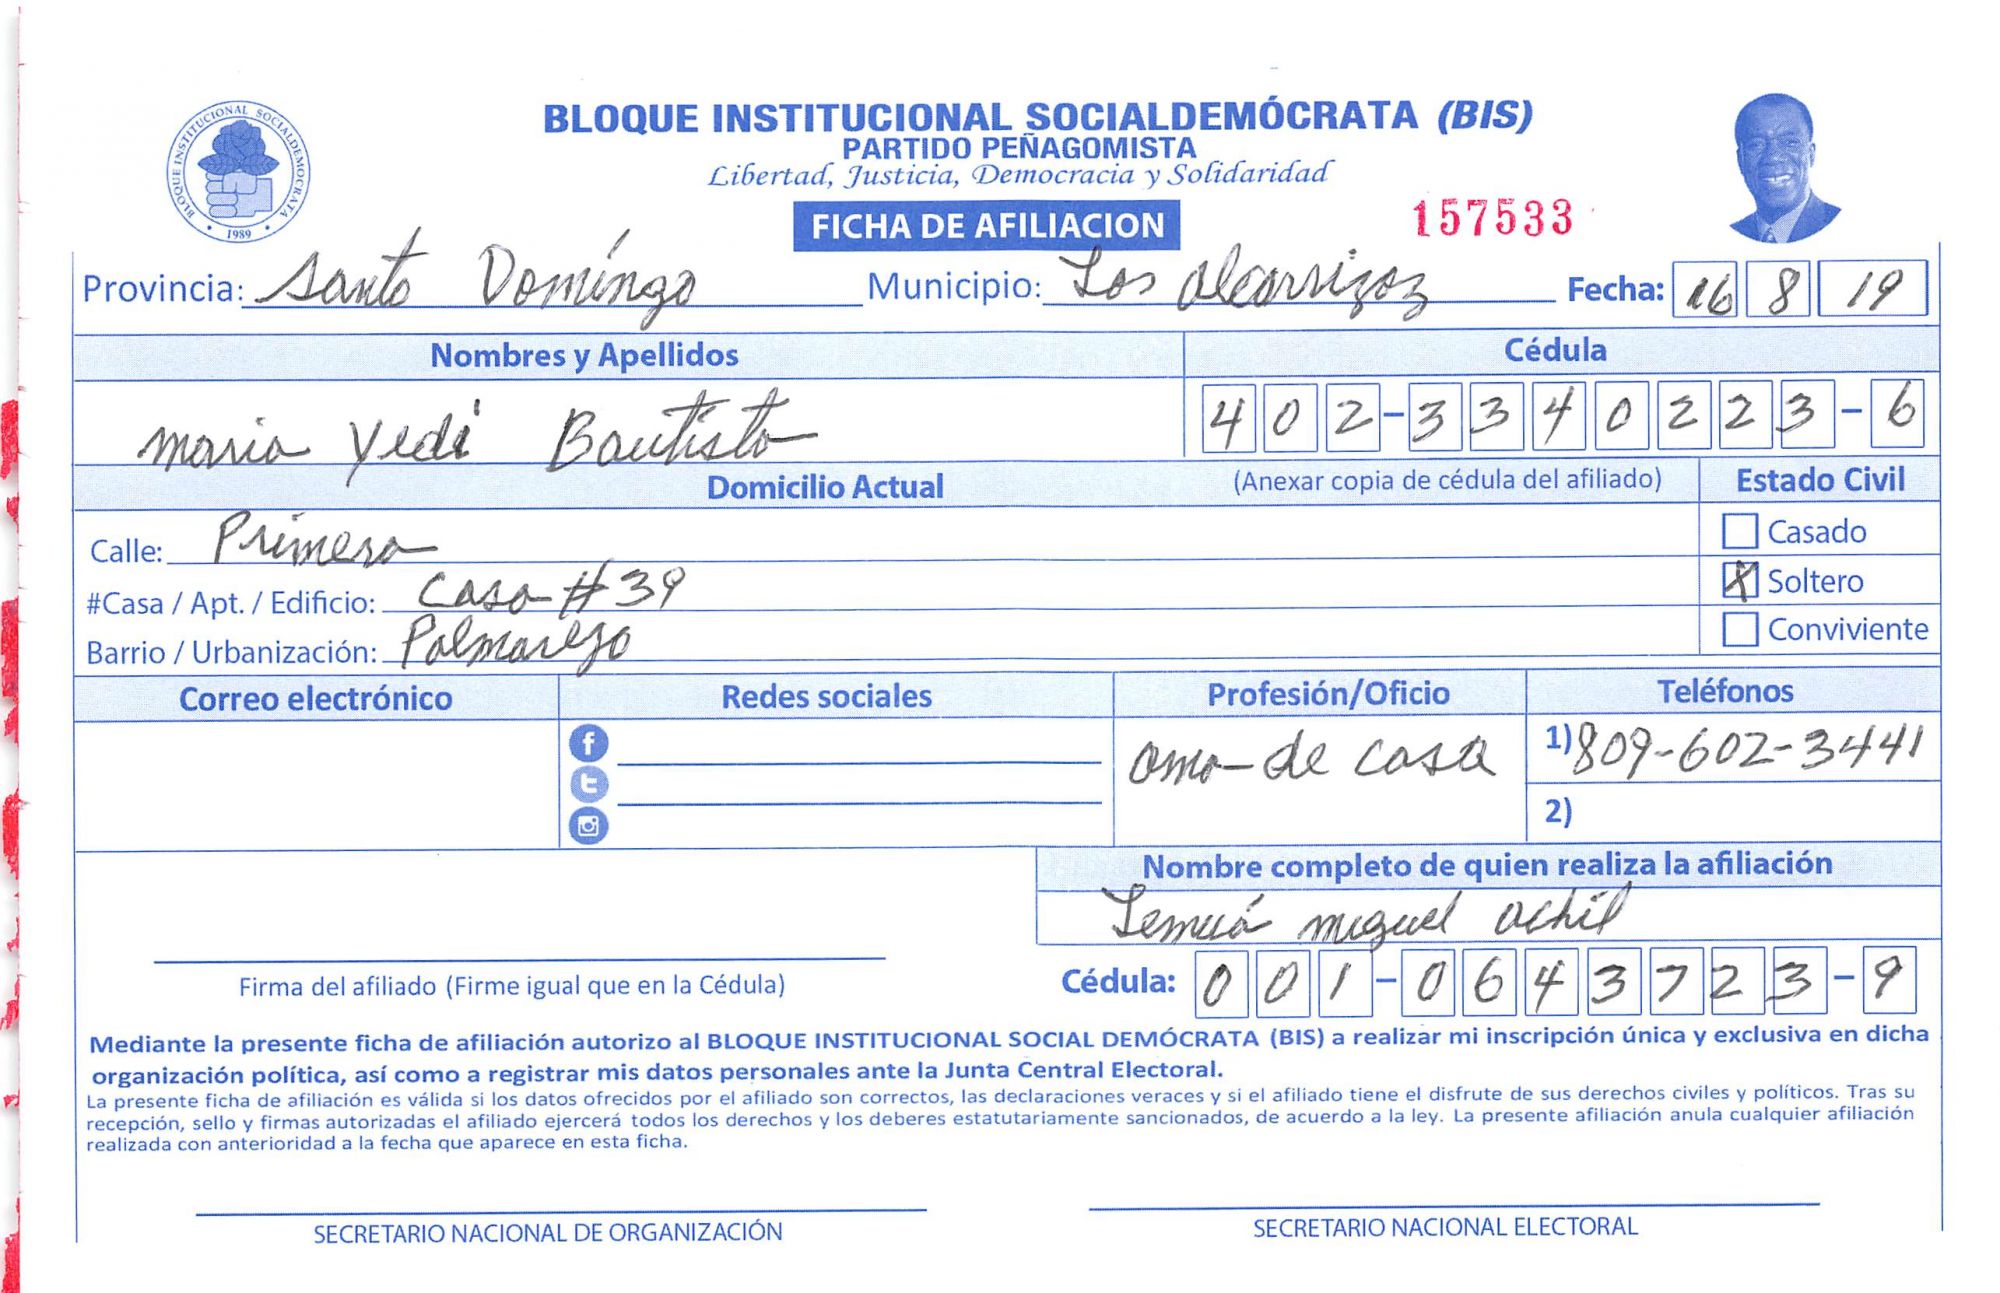 BLOQUE INSTITUCIONAL SOCIALDEMÓCRATA (BIS)
PARTIDO PEÑAGOMISTA
Libertad, Justicia, Democracia y Solidaridad
BLOQUE INSTITUCIONAL SOCIALDEMOCRATA
1989
FICHA DE AFILIACION
157533
Provincia: Santo Domingo Municipio: Los alcarrizoz Fecha: 16 8 19
Nombres y Apellidos Cédula
maria Yedi Bautista 402-3340223-6
Domicilio Actual (Anexar copia de cédula del afiliado) Estado Civil
Calle: Primera Casado
#Casa / Apt. / Edificio: Casa #39 X Soltero
Barrio / Urbanización: Palmarejo Conviviente
Correo electrónico Redes sociales Profesión/Oficio Teléfonos
ama de casa 1) 809-602-3441
2)
Nombre completo de quien realiza la afiliación
miguel achil
Firma del afiliado (Firme igual que en la Cédula) Cédula: 001-0643723-9
Mediante la presente ficha de afiliación autorizo al BLOQUE INSTITUCIONAL SOCIAL DEMÓCRATA (BIS) a realizar mi inscripción única y exclusiva en dicha
organización política, así como a registrar mis datos personales ante la Junta Central Electoral.
La presente ficha de afiliación es válida si los datos ofrecidos por el afiliado son correctos, las declaraciones veraces y si el afiliado tiene el disfrute de sus derechos civiles y políticos. Tras su
recepción, sello y firmas autorizadas el afiliado ejercerá todos los derechos y los deberes estatutariamente sancionados, de acuerdo a la ley. La presente afiliación anula cualquier afiliación
realizada con anterioridad a la fecha que aparece en esta ficha.
SECRETARIO NACIONAL DE ORGANIZACIÓN SECRETARIO NACIONAL ELECTORAL